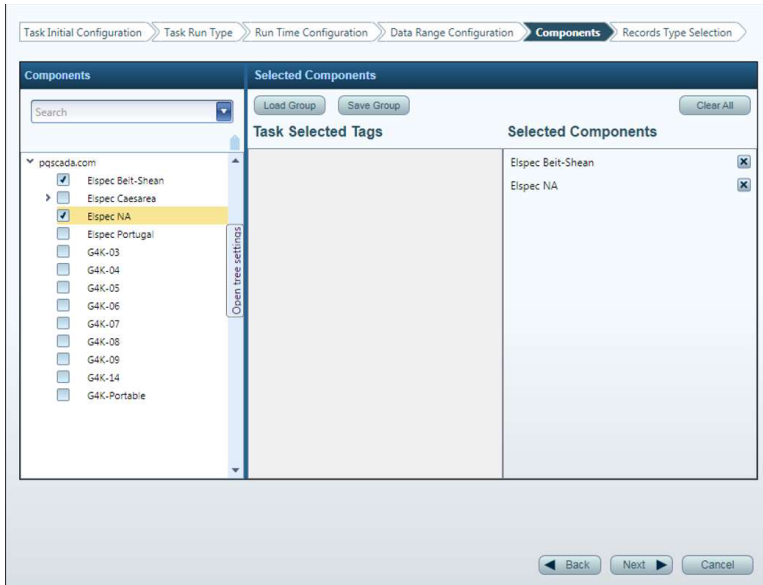 Task Initial Configuration Task Run Type Run Time Configuration Data Range Configuration Components Records Type Selection
Components
Selected Components
Search
Load Group Save Group Clear All
Task Selected Tags
Selected Components
pqscada.com
Elspec Beit-Shean
Elspec Caesarea
Elspec NA
Elspec Portugal
G4K-03
G4K-04
G4K-05
G4K-06
G4K-07
G4K-08
G4K-09
G4K-14
G4K-Portable
Open tree settings
Elspec Beit-Shean
Elspec NA
Back Next Cancel